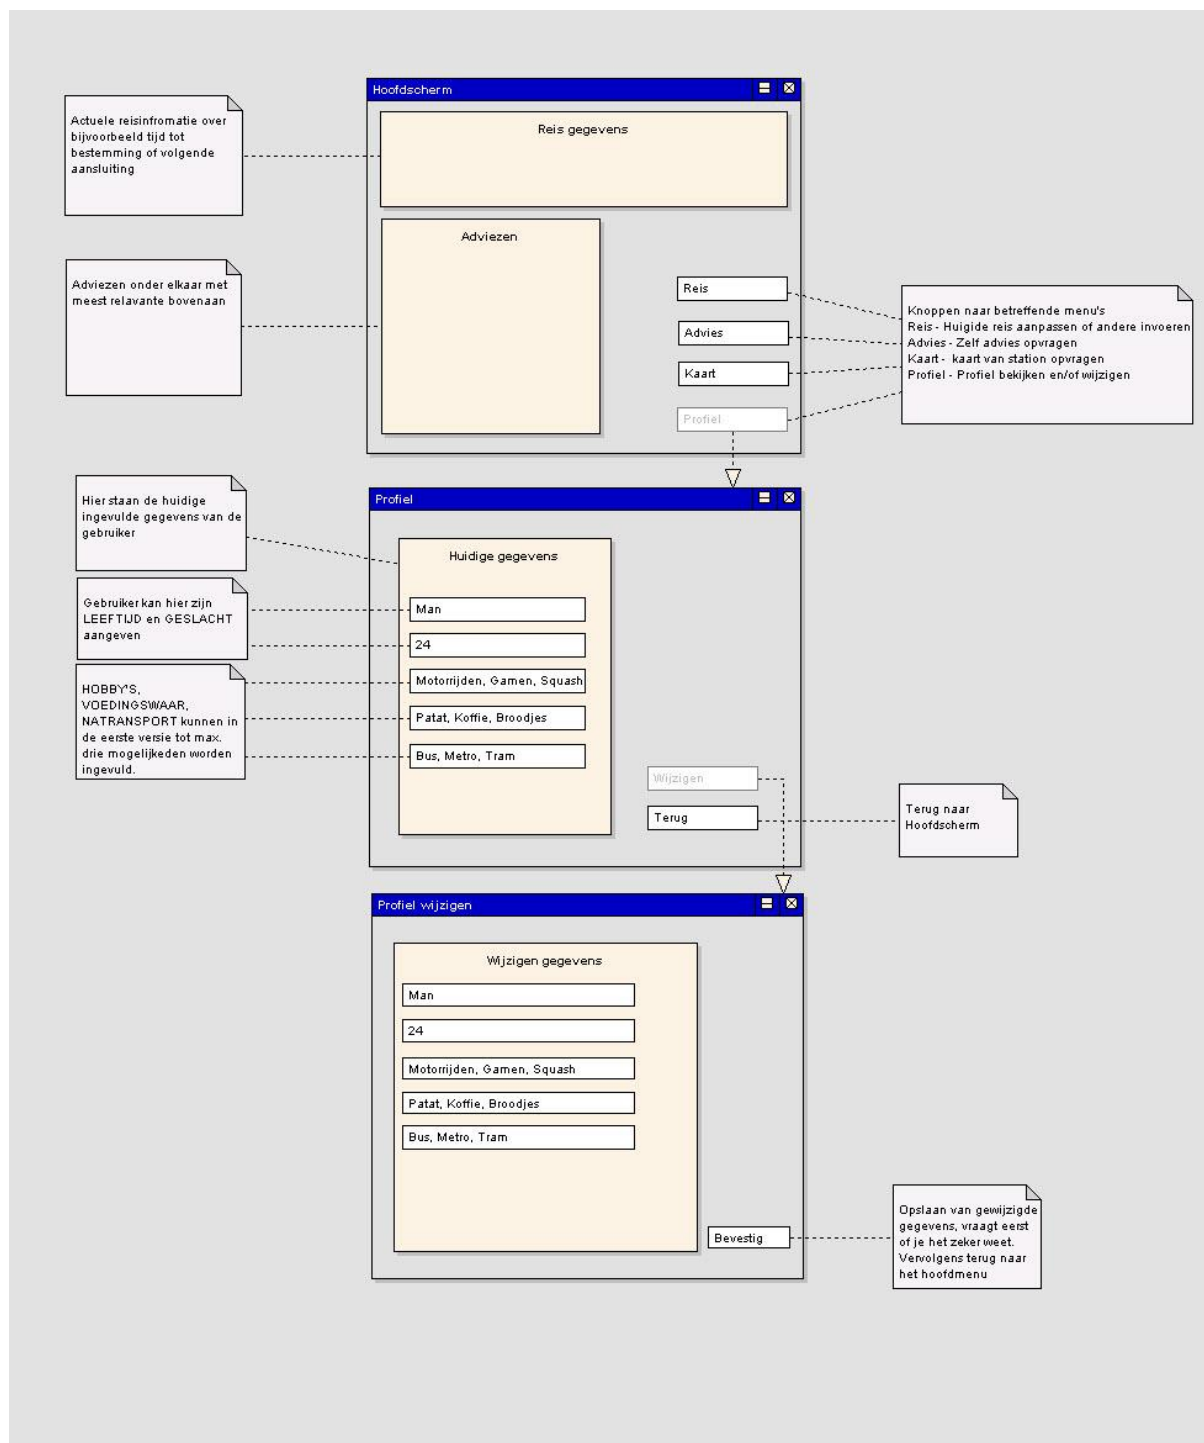 Hoofdscherm
Actuele reisinfromatie over
bijvoorbeeld tijd tot
bestemming of volgende
aansluiting
Reis gegevens
Adviezen onder elkaar met
meest relavante bovenaan
Adviezen
Reis
Advies
Kaart
Profiel
Knoppen naar betreffende menu's
Reis - Huigide reis aanpassen of andere invoeren
Advies - Zelf advies opvragen
Kaart - kaart van station opvragen
Profiel - Profiel bekijken en/of wijzigen
Profiel
Hier staan de huidige
ingevulde gegevens van de
gebruiker
Gebruiker kan hier zijn
LEEFTIJD en GESLACHT
aangeven
HOBBY'S,
VOEDINGSWAAR,
NATRANSPORT kunnen in
de eerste versie tot max.
drie mogelijkeden worden
ingevuld.
Huidige gegevens
Man
24
Motorrijden, Gamen, Squash
Patat, Koffie, Broodjes
Bus, Metro, Tram
Wijzigen
Terug
Terug naar
Hoofdscherm
Profiel wijzigen
Wijzigen gegevens
Man
24
Motorrijden, Gamen, Squash
Patat, Koffie, Broodjes
Bus, Metro, Tram
Bevestig
Opslaan van gewijzigde
gegevens, vraagt eerst
of je het zeker weet.
Vervolgens terug naar
het hoofdmenu